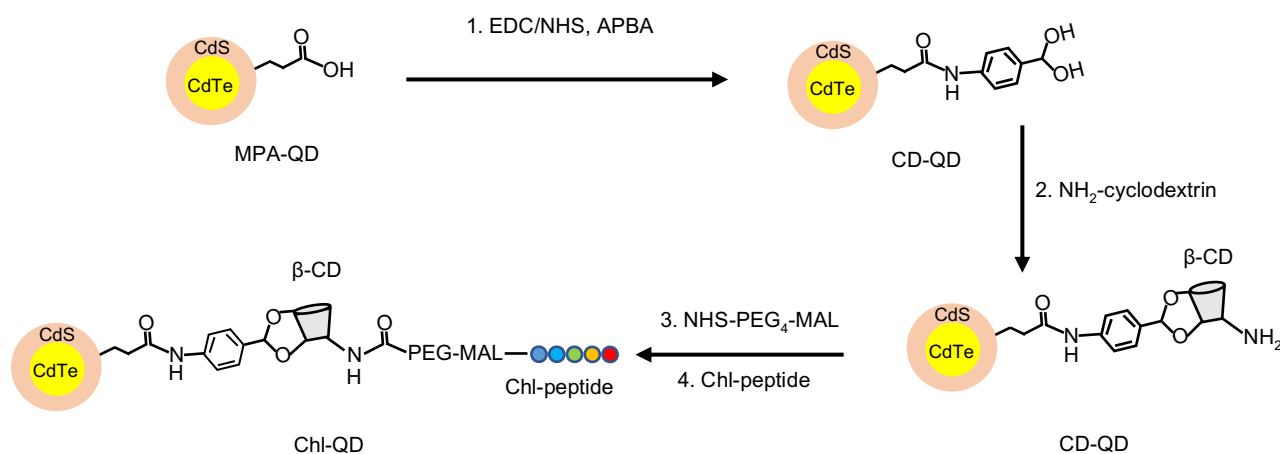 1. EDC/NHS, APBA
CdS
CdTe
O
OH
MPA-QD
CdS
CdTe
O
N
H
OH
OH
CD-QD
2. NH2-cyclodextrin
β-CD
CdS
CdTe
O
N
H
O
O
NH2
CD-QD
3. NHS-PEG4-MAL
4. Chl-peptide
β-CD
CdS
CdTe
O
N
H
O
O
N
H
O
PEG-MAL
Chl-peptide
Chl-QD